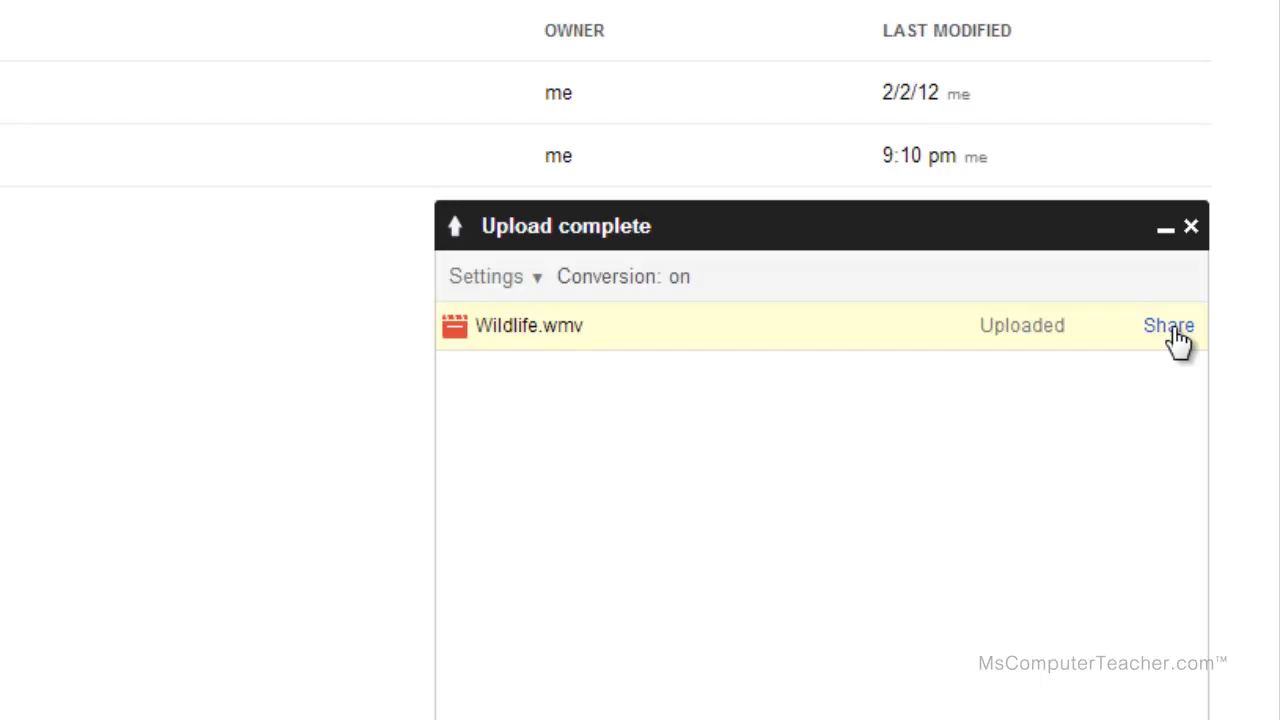 OWNER LAST MODIFIED
me 2/2/12 me
me 9:10 pm me
Upload complete
Settings Conversion: on
Wildlife.wmv Uploaded Share
MsComputerTeacher.com™